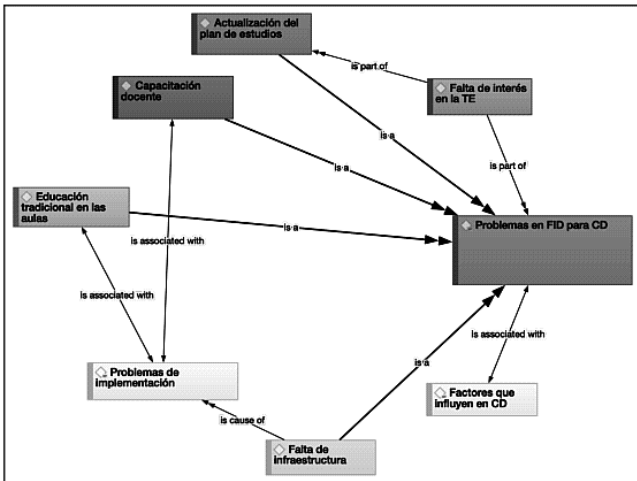 Actualización del
plan de estudios
is part of
Falta de interés
en la TE
Capacitación
docente
is a
is a
is part of
Educación
tradicional en las
aulas
is a
Problemas en FID para CD
is associated with
is associated with
is associated with
is a
Problemas de
implementación
Factores que
influyen en CD
is cause of
Falta de
infraestructura